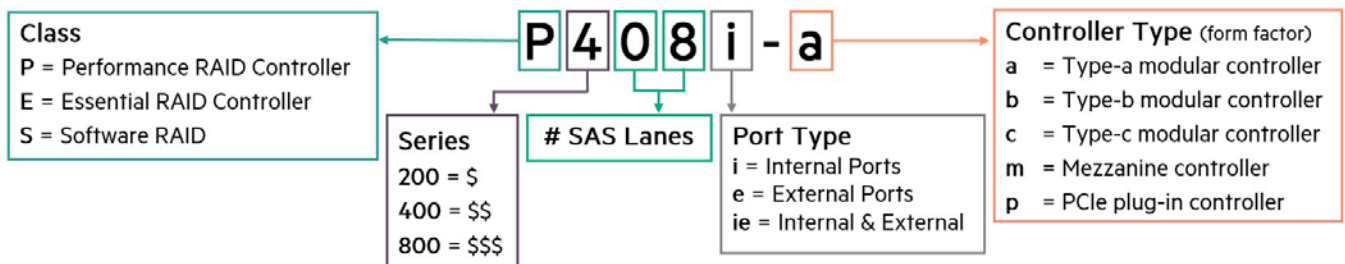 P408i-a
Class
P = Performance RAID Controller
E = Essential RAID Controller
S = Software RAID
Series
200 = $
400 = $$
800 = $$$
# SAS Lanes
Port Type
i = Internal Ports
e = External Ports
ie = Internal & External
Controller Type (form factor)
a = Type-a modular controller
b = Type-b modular controller
c = Type-c modular controller
m = Mezzanine controller
p = PCIe plug-in controller